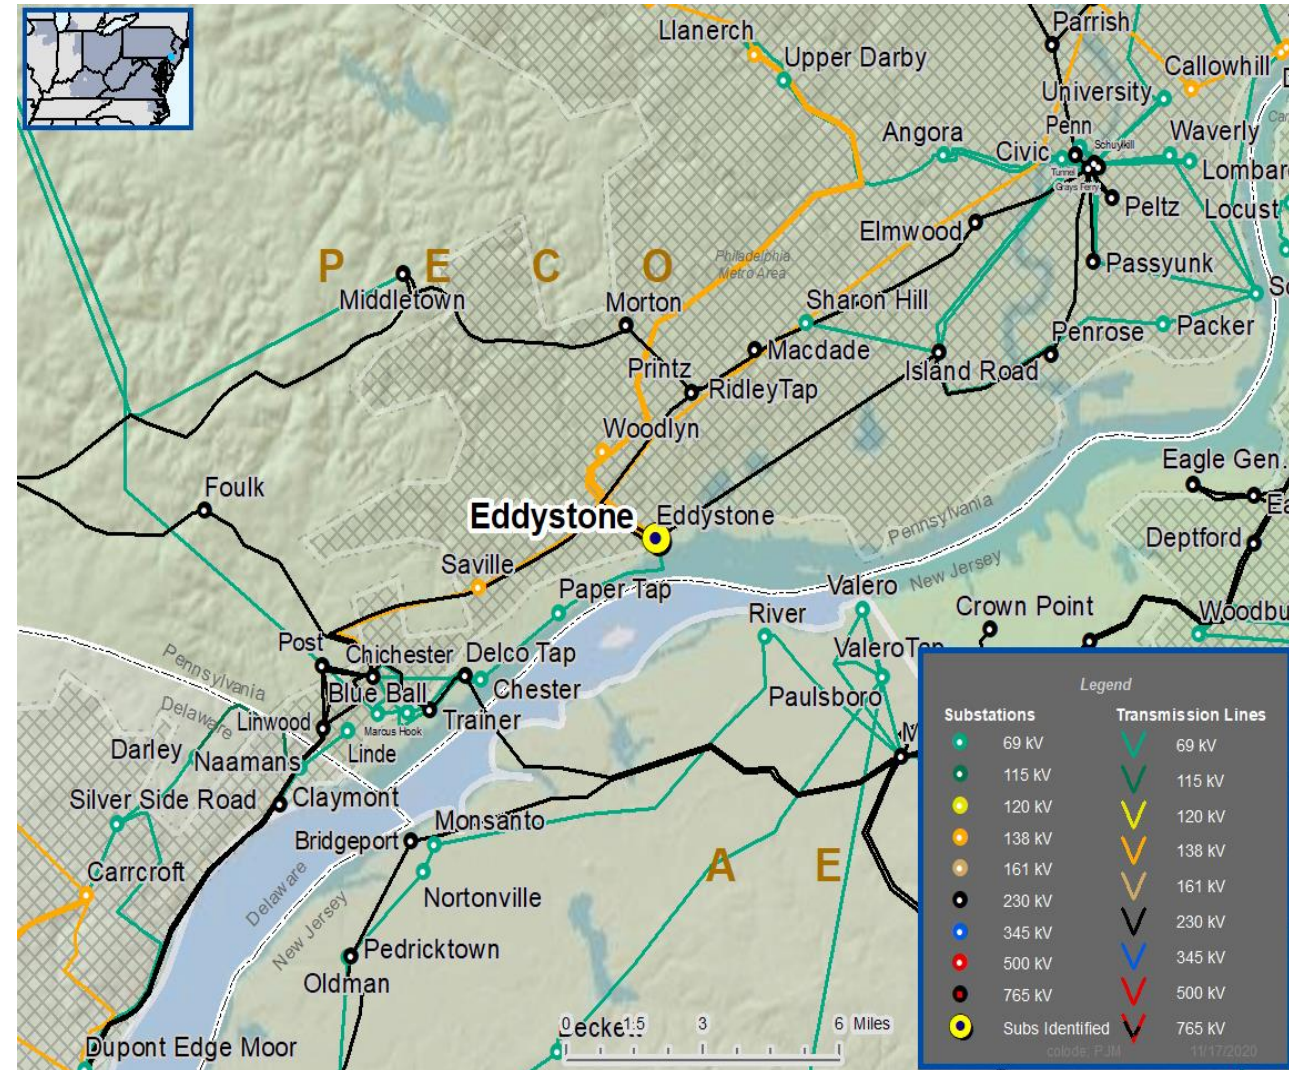 Llanerch
Parrish
Upper Darby
Callowhill
University
Penn
Angora
Civic
Schuylkill
Waverly
Tunnel
Grays Ferry
Lombar
Peltz
Locust
Elmwood
P E C O
Philadelphia
Metro Area
Passyunk
Middletown
Morton
Sharon Hill
Penrose
Packer
Printz
Macdade
Island Road
RidleyTap
Woodlyn
Eagle Gen.
Foulk
Eddystone
Eddystone
Pennsylvania
New Jersey
Deptford
Saville
Paper Tap
Valero
River
Crown Point
Woodbu
Post
Chichester
Delco Tap
Pennsylvania
Delaware
Blue Ball
Chester
Paulsboro
Linwood
Marcus Hook
Trainer
Darley
Naamans
Linde
Silver Side Road
Claymont
Bridgeport
Monsanto
A E
Carrcroft
Nortonville
Delaware
New Jersey
Pedricktown
Oldman
Dupont Edge Moor
0 1.5 3 6 Miles
Legend
Substations Transmission Lines
69 kV 69 kV
115 kV 115 kV
120 kV 120 kV
138 kV 138 kV
161 kV 161 kV
230 kV 230 kV
345 kV 345 kV
500 kV 500 kV
765 kV 765 kV
Subs Identified
colode: PJM 11/17/2020